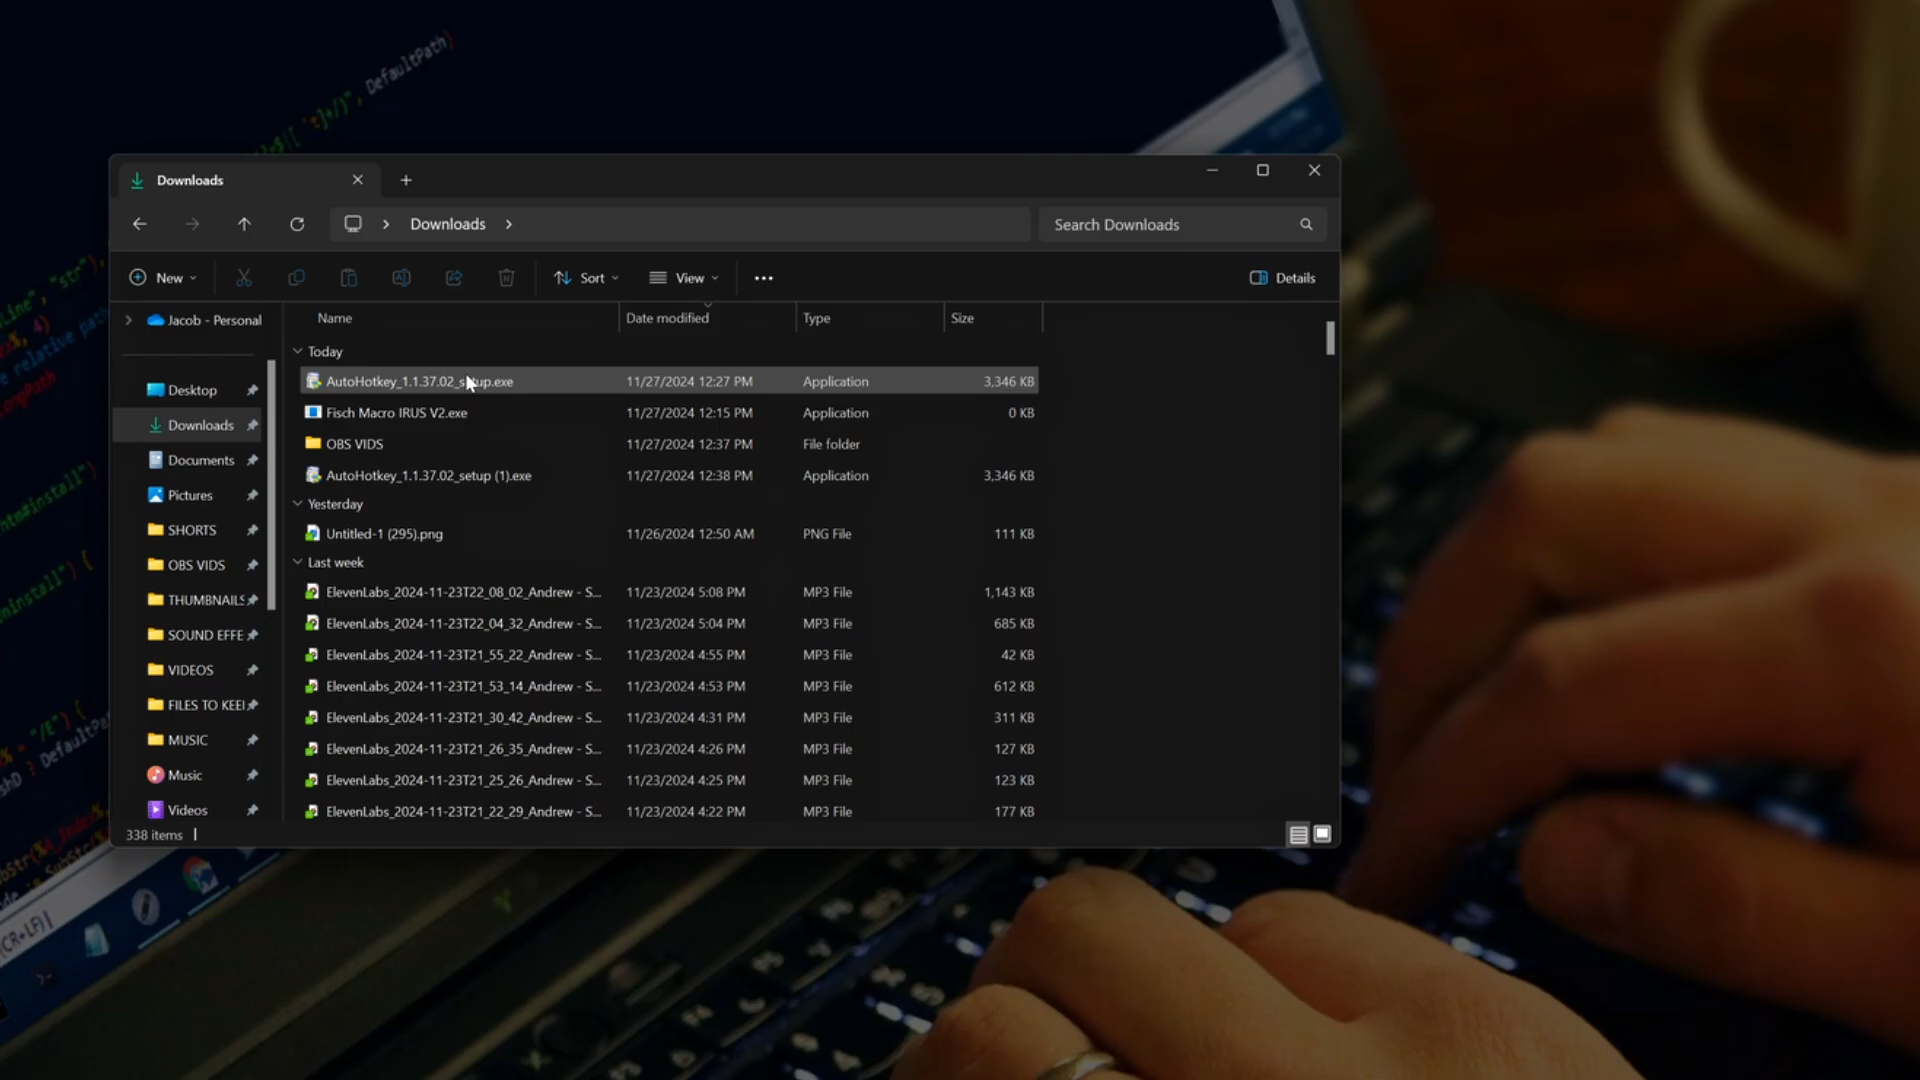 DefaultPath)
Downloads
Downloads
Search Downloads
New
Sort
View
Details
Jacob - Personal
Desktop
Downloads
Documents
Pictures
SHORTS
OBS VIDS
THUMBNAILS
SOUND EFFE
VIDEOS
FILES TO KEEI
MUSIC
Music
Videos
Name Date modified Type Size
Today
AutoHotkey_1.1.37.02_setup.exe 11/27/2024 12:27 PM Application 3,346 KB
Fisch Macro IRUS V2.exe 11/27/2024 12:15 PM Application 0 KB
OBS VIDS 11/27/2024 12:37 PM File folder
AutoHotkey_1.1.37.02_setup (1).exe 11/27/2024 12:38 PM Application 3,346 KB
Yesterday
Untitled-1 (295).png 11/26/2024 12:50 AM PNG File 111 KB
Last week
ElevenLabs_2024-11-23T22_08_02_Andrew - S... 11/23/2024 5:08 PM MP3 File 1,143 KB
ElevenLabs_2024-11-23T22_04_32_Andrew - S... 11/23/2024 5:04 PM MP3 File 685 KB
ElevenLabs_2024-11-23T21_55_22_Andrew - S... 11/23/2024 4:55 PM MP3 File 42 KB
ElevenLabs_2024-11-23T21_53_14_Andrew - S... 11/23/2024 4:53 PM MP3 File 612 KB
ElevenLabs_2024-11-23T21_30_42_Andrew - S... 11/23/2024 4:31 PM MP3 File 311 KB
ElevenLabs_2024-11-23T21_26_35_Andrew - S... 11/23/2024 4:26 PM MP3 File 127 KB
ElevenLabs_2024-11-23T21_25_26_Andrew - S... 11/23/2024 4:25 PM MP3 File 123 KB
ElevenLabs_2024-11-23T21_22_29_Andrew - S... 11/23/2024 4:22 PM MP3 File 177 KB
338 items
(CR+LF)